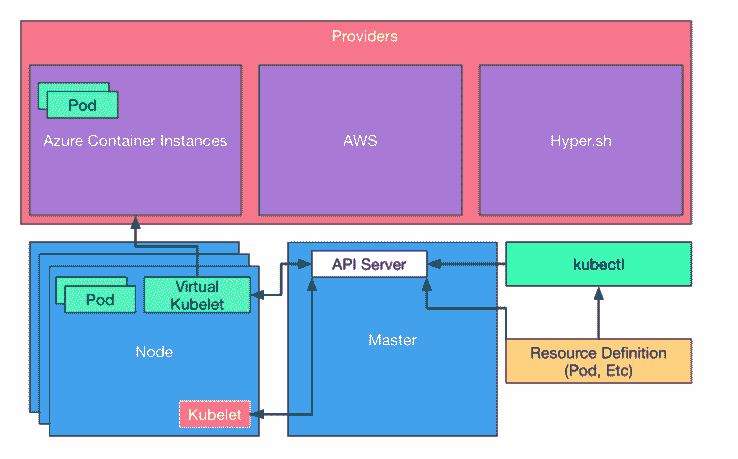 Providers
Pod
Azure Container Instances
AWS
Hyper.sh
API Server
kubectl
Virtual
Kubelet
Pod
Node
Master
Resource Definition
(Pod, Etc)
Kubelet